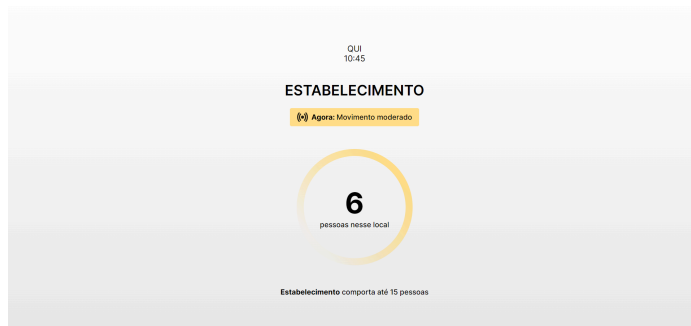 QUI
10:45
ESTABELECIMENTO
Agora: Movimento moderado
6
pessoas nesse local
Estabelecimento comporta até 15 pessoas